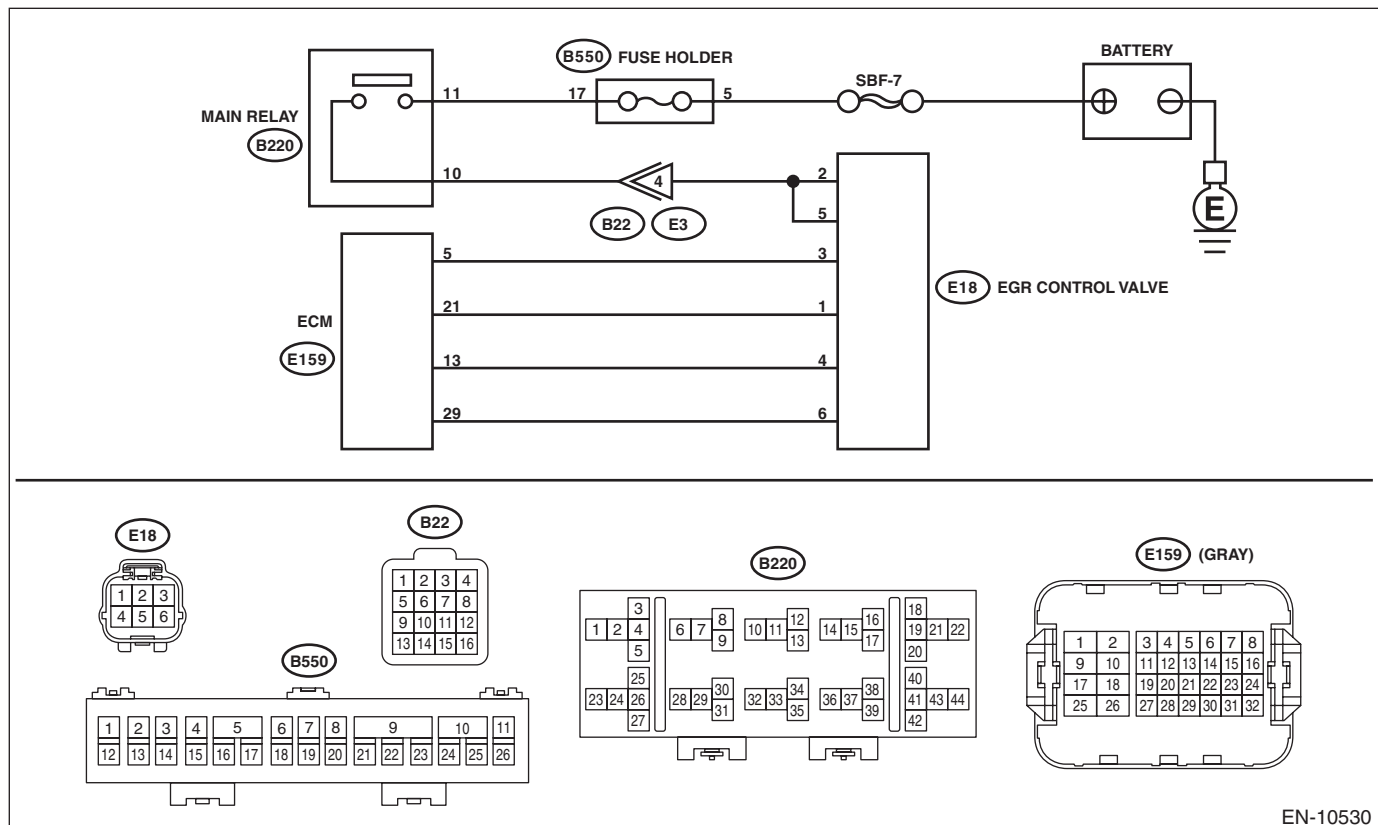 B550 FUSE HOLDER
BATTERY
SBF-7
11 17 5
MAIN RELAY
B220
10 4 2
B22 E3 5
5 3
E18 EGR CONTROL VALVE
E
21 1
ECM
E159
13 4
29 6
E18
1 2 3
4 5 6
B22
1 2 3 4
5 6 7 8
9 10 11 12
13 14 15 16
B550
1 2 3 4 5 6 7 8 9 10 11
12 13 14 15 16 17 18 19 20 21 22 23 24 25 26
B220
3 8 12 16 18
1 2 4 6 7 10 11 14 15 19 21 22
5 9 13 17 20
25 30 34 38 40
23 24 26 28 29 32 33 36 37 41 43 44
27 31 35 39 42
E159 (GRAY)
1 2 3 4 5 6 7 8
9 10 11 12 13 14 15 16
17 18 19 20 21 22 23 24
25 26 27 28 29 30 31 32
EN-10530